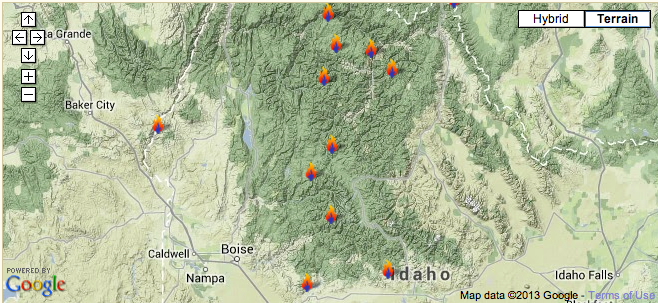 Hybrid
Terrain
a Grande
Baker City
Caldwell
Boise
Nampa
Idaho
Idaho Falls
POWERED BY
Google
Map data ©2013 Google - Terms of Use